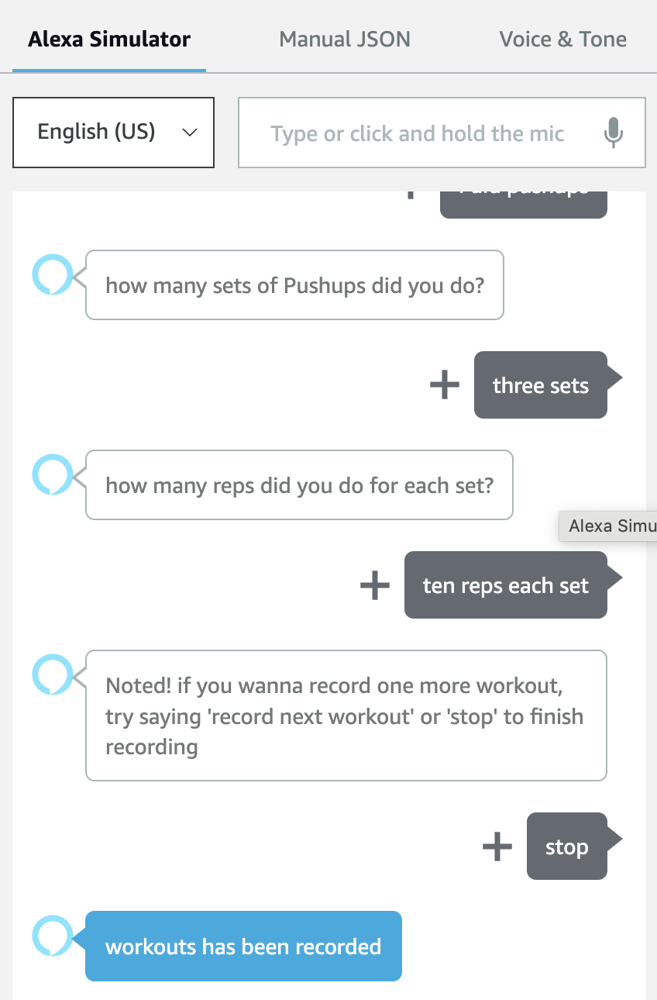 Alexa Simulator
Manual JSON
Voice & Tone
English (US)
Type or click and hold the mic
how many sets of Pushups did you do?
three sets
how many reps did you do for each set?
Alexa Simu
ten reps each set
Noted! if you wanna record one more workout,
try saying 'record next workout' or 'stop' to finish
recording
stop
workouts has been recorded